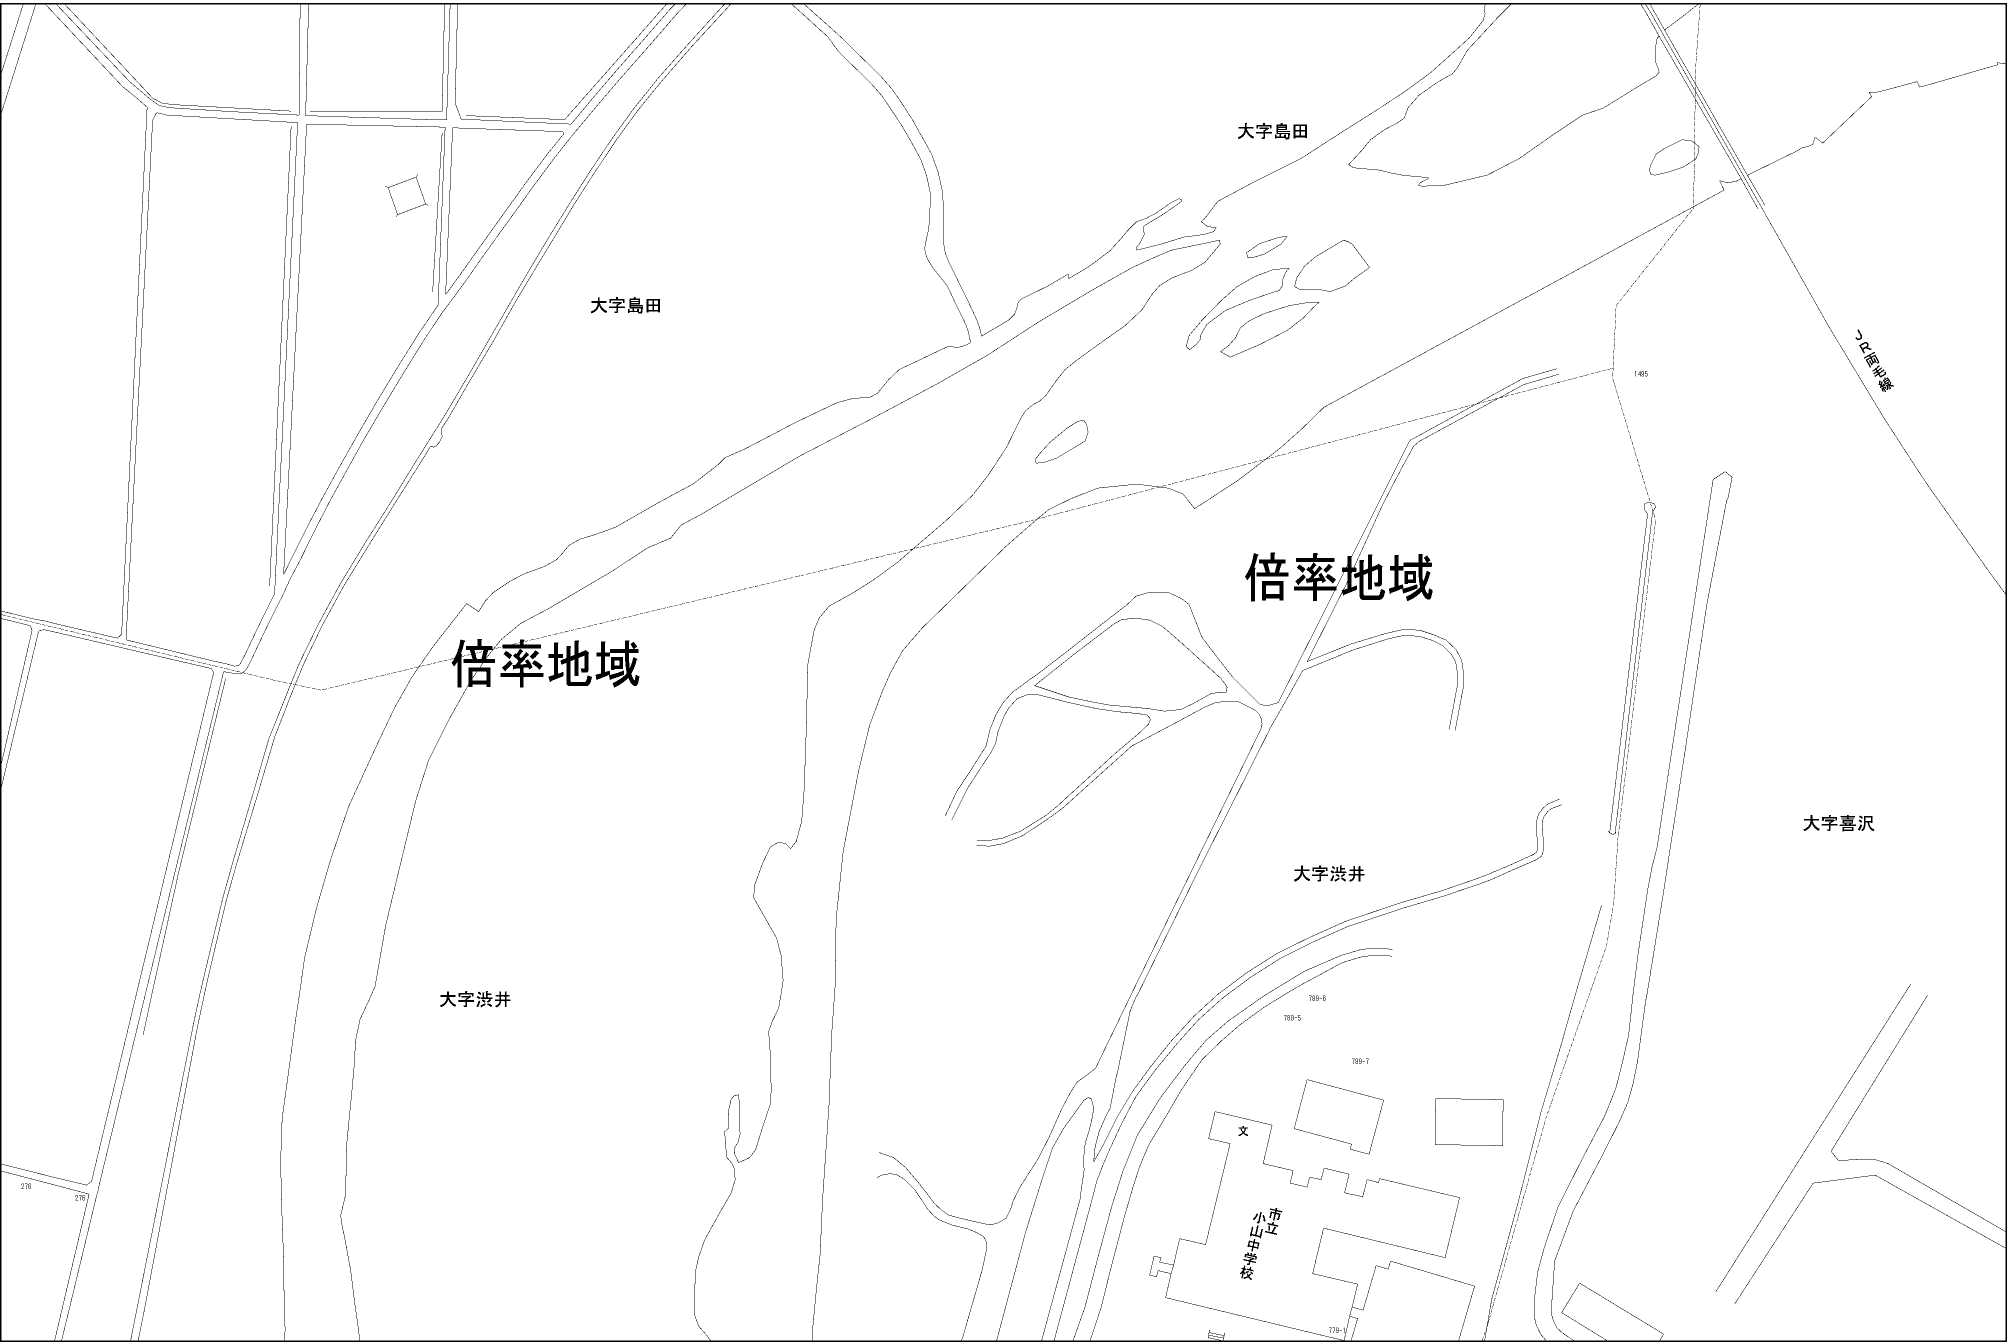 大字島田
大字島田
JR両毛線
1495
倍率地域
倍率地域
大字喜沢
大字渋井
大字渋井
789-6
789-5
789-7
文
276
276
市立
小山中学校
779-1